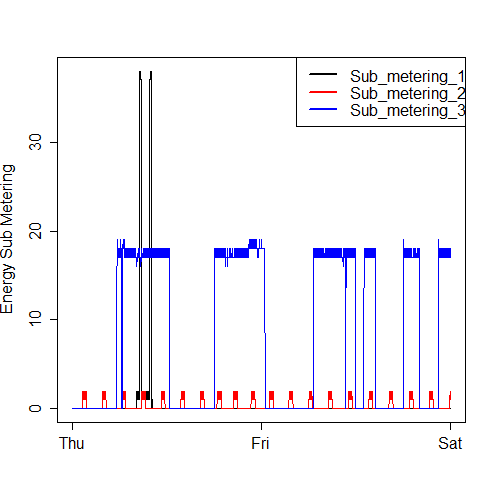 Sub_metering_1
Sub_metering_2
Sub_metering_3
Energy Sub Metering
30
20
10
0
Thu Fri Sat